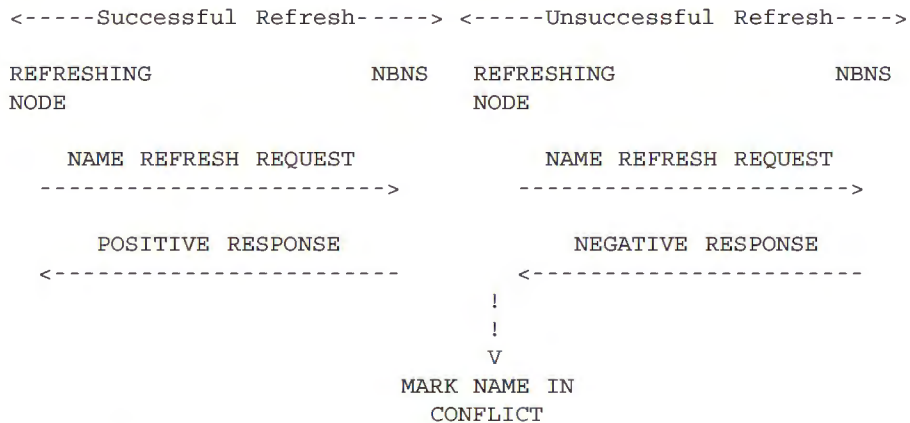 <-----Successful Refresh-----> <-----Unsuccessful Refresh---->
REFRESHING                         NBNS   REFRESHING                         NBNS
NODE                                      NODE
NAME REFRESH REQUEST                      NAME REFRESH REQUEST
------------------------>                 ----------------------->
POSITIVE RESPONSE                         NEGATIVE RESPONSE
<------------------------                 <-----------------------
!
!
V
MARK NAME IN
CONFLICT